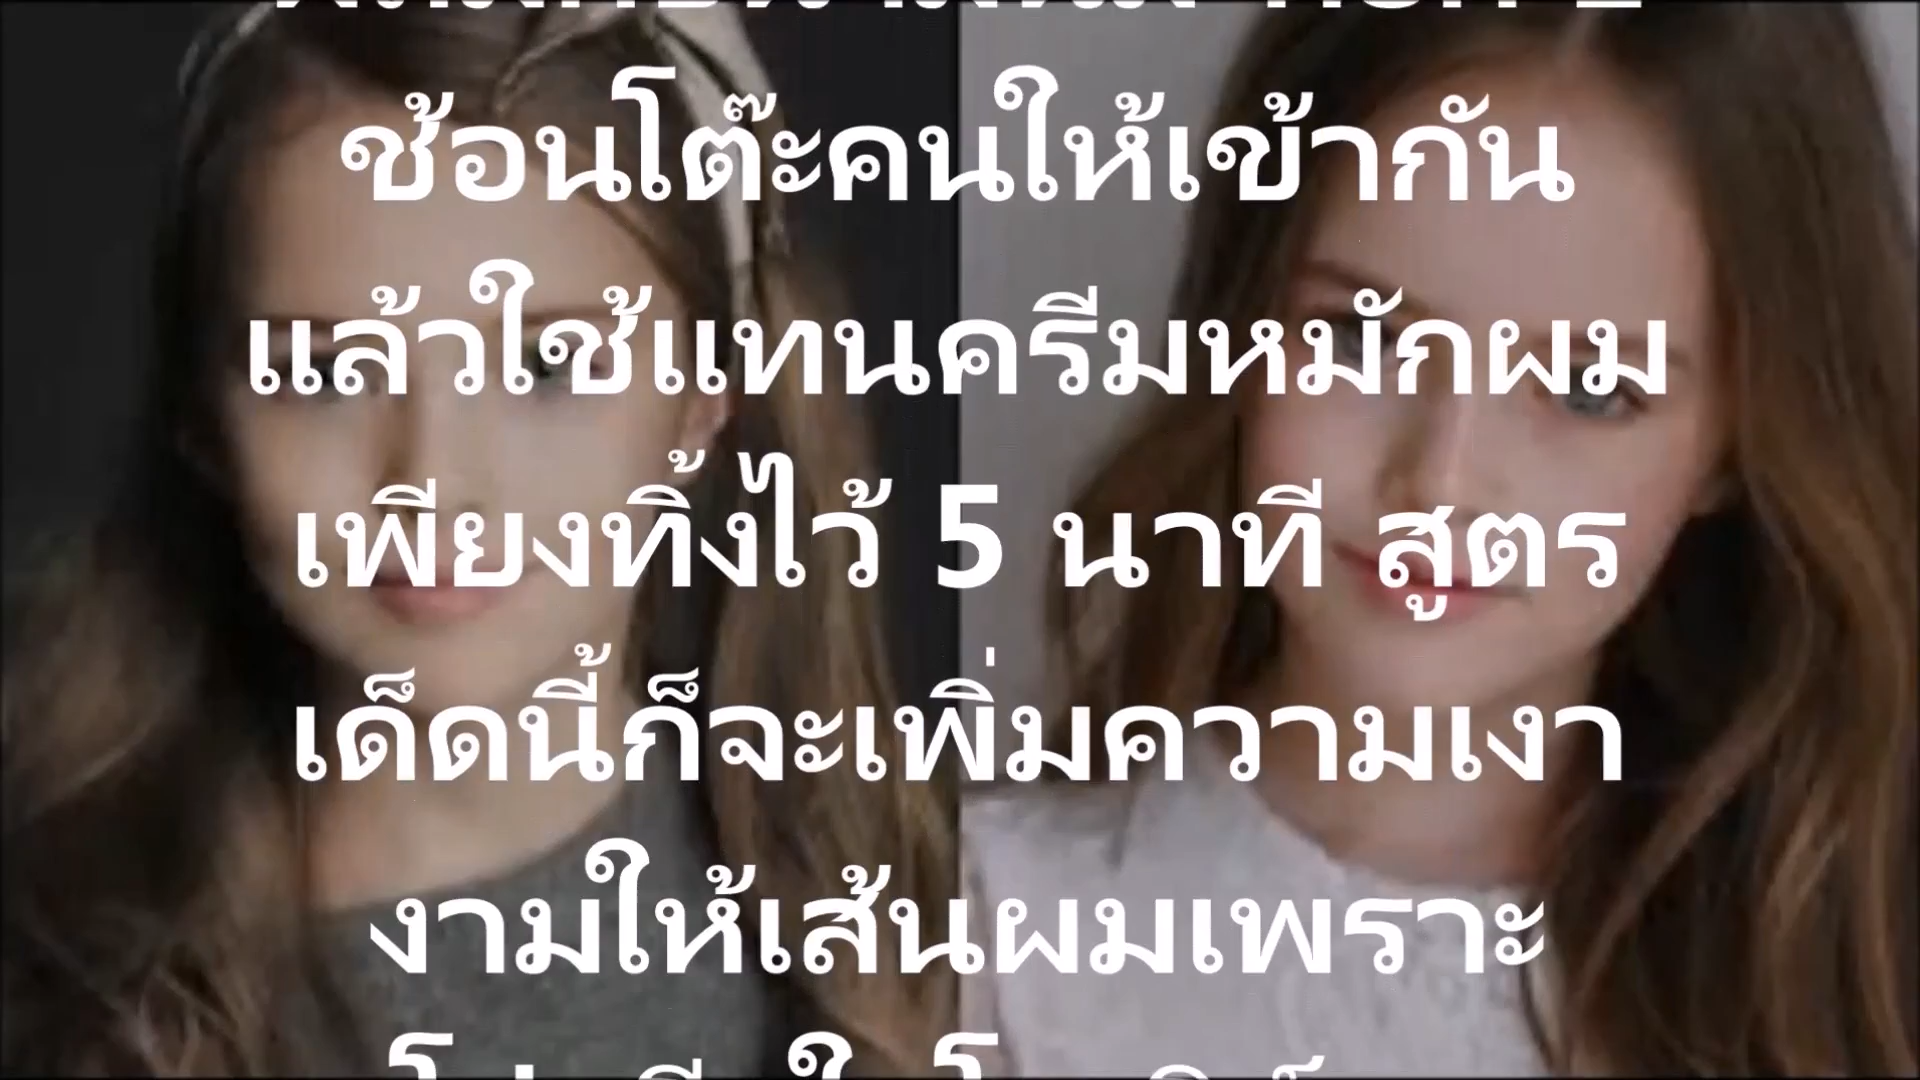 ช้อนโต๊ะคนให้เข้ากัน
แล้วใช้แทนครีมหมักผม
เพียงทิ้งไว้ 5 นาที สูตร
เด็ดนี้ก็จะเพิ่มความเงา
งามให้เส้นผมเพราะ